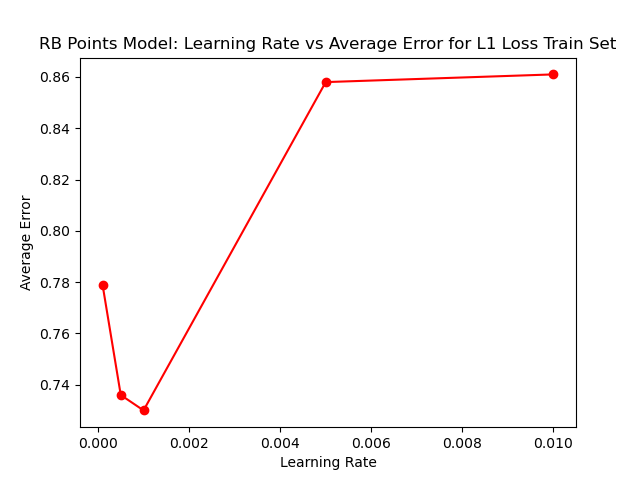 RB Points Model: Learning Rate vs Average Error for L1 Loss Train Set
0.86
0.84
0.82
0.80
0.78
0.76
0.74
Average Error
0.000 0.002 0.004 0.006 0.008 0.010
Learning Rate